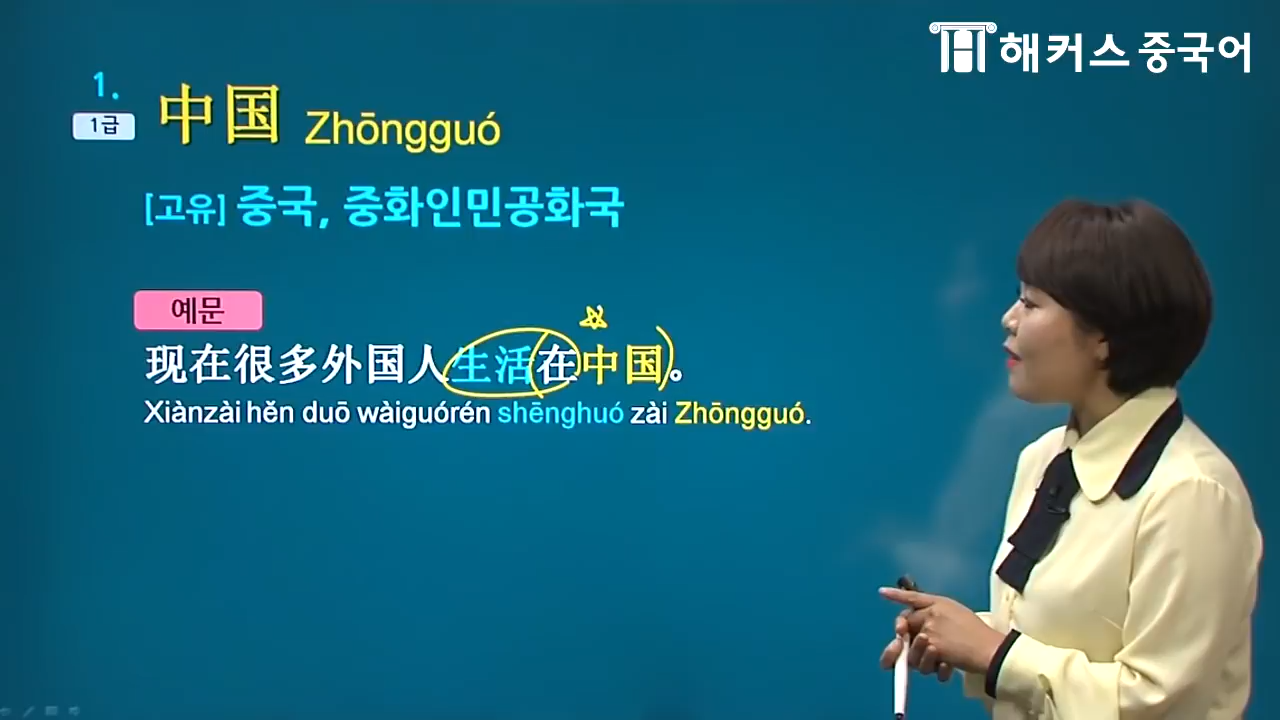 해커스 중국어
1.
1급
中国 Zhōngguó
[고유] 중국, 중화인민공화국
예문
现在很多外国人生活在中国。
Xiànzài hěn duō wàiguórén shēnghuó zài Zhōngguó.